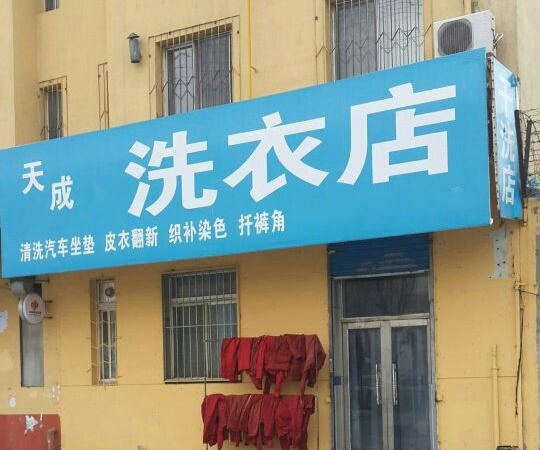 天成
洗衣店
清洗汽车坐垫 皮衣翻新 织补染色 扦裤角
洗店